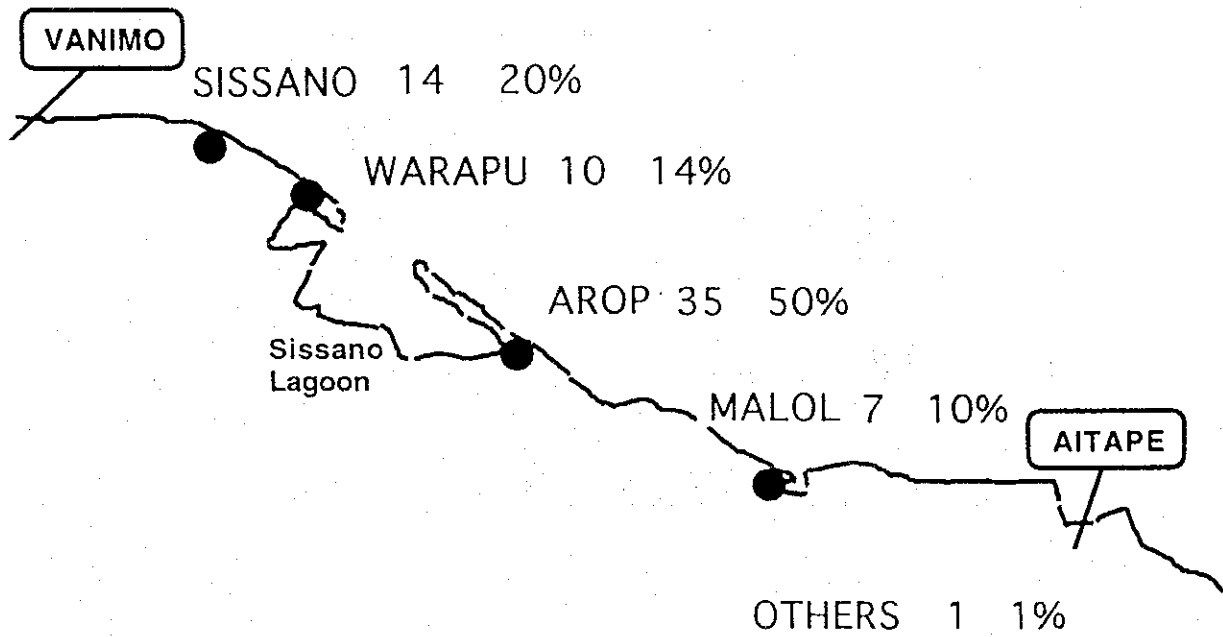 VANIMO
SISSANO 14 20%
WARAPU 10 14%
AROP 35 50%
Sissano
Lagoon
MALOL 7 10%
AITAPE
OTHERS 1 1%